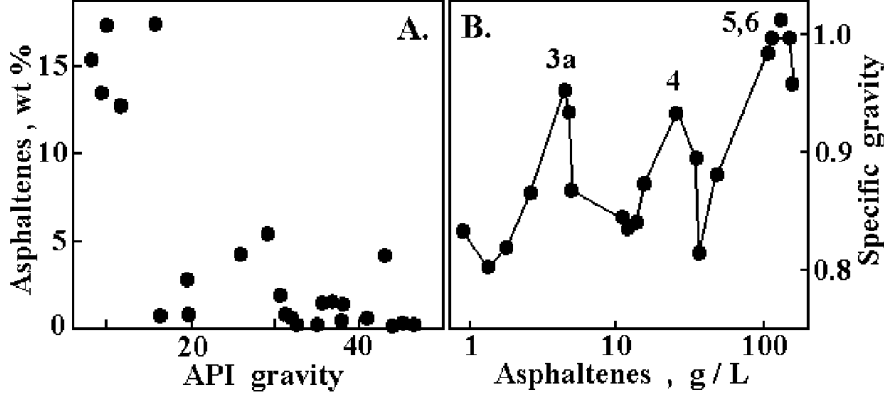 A.
Asphaltenes, wt %
15
10
5
0
20
40
API gravity
B.
3a
4
5,6
1.0
0.9
0.8
Specific gravity
1
10
100
Asphaltenes , g / L